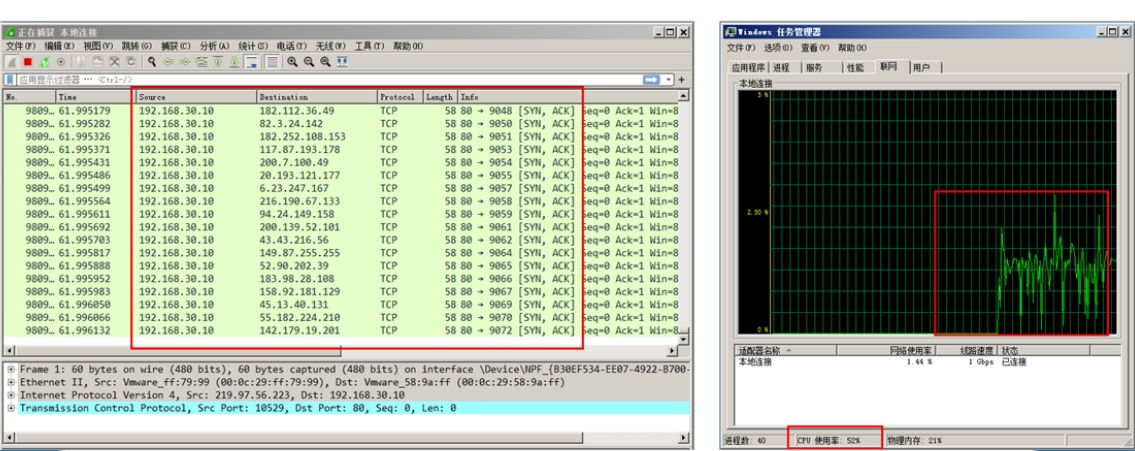 正在捕获 本地连接
文件(F) 编辑(E) 视图(V) 跳转(G) 捕获(C) 分析(A) 统计(S) 电话(Y) 无线(W) 工具(T) 帮助(H)
应用显示过滤器 … 〈Ctrl-/〉
No. Time Source Destination Protocol Length Info
9809… 61.995179 192.168.30.10 182.112.36.49 TCP 58 80 → 9048 [SYN, ACK] Seq=0 Ack=1 Win=8
9809… 61.995282 192.168.30.10 82.3.24.142 TCP 58 80 → 9050 [SYN, ACK] Seq=0 Ack=1 Win=8
9809… 61.995326 192.168.30.10 182.252.108.153 TCP 58 80 → 9051 [SYN, ACK] Seq=0 Ack=1 Win=8
9809… 61.995371 192.168.30.10 117.87.193.178 TCP 58 80 → 9053 [SYN, ACK] Seq=0 Ack=1 Win=8
9809… 61.995431 192.168.30.10 200.7.100.49 TCP 58 80 → 9054 [SYN, ACK] Seq=0 Ack=1 Win=8
9809… 61.995486 192.168.30.10 20.193.121.177 TCP 58 80 → 9055 [SYN, ACK] Seq=0 Ack=1 Win=8
9809… 61.995499 192.168.30.10 6.23.247.167 TCP 58 80 → 9057 [SYN, ACK] Seq=0 Ack=1 Win=8
9809… 61.995564 192.168.30.10 216.190.67.133 TCP 58 80 → 9058 [SYN, ACK] Seq=0 Ack=1 Win=8
9809… 61.995611 192.168.30.10 94.24.149.158 TCP 58 80 → 9059 [SYN, ACK] Seq=0 Ack=1 Win=8
9809… 61.995692 192.168.30.10 200.139.52.101 TCP 58 80 → 9061 [SYN, ACK] Seq=0 Ack=1 Win=8
9809… 61.995703 192.168.30.10 43.43.216.56 TCP 58 80 → 9062 [SYN, ACK] Seq=0 Ack=1 Win=8
9809… 61.995817 192.168.30.10 149.87.255.255 TCP 58 80 → 9064 [SYN, ACK] Seq=0 Ack=1 Win=8
9809… 61.995888 192.168.30.10 52.90.202.39 TCP 58 80 → 9065 [SYN, ACK] Seq=0 Ack=1 Win=8
9809… 61.995952 192.168.30.10 183.98.28.108 TCP 58 80 → 9066 [SYN, ACK] Seq=0 Ack=1 Win=8
9809… 61.995983 192.168.30.10 158.92.181.129 TCP 58 80 → 9067 [SYN, ACK] Seq=0 Ack=1 Win=8
9809… 61.996050 192.168.30.10 45.13.40.131 TCP 58 80 → 9069 [SYN, ACK] Seq=0 Ack=1 Win=8
9809… 61.996066 192.168.30.10 55.182.224.210 TCP 58 80 → 9070 [SYN, ACK] Seq=0 Ack=1 Win=8
9809… 61.996132 192.168.30.10 142.179.19.201 TCP 58 80 → 9072 [SYN, ACK] Seq=0 Ack=1 Win=8
Frame 1: 60 bytes on wire (480 bits), 60 bytes captured (480 bits) on interface \Device\NPF_{B30EF534-EE07-4922-B700-
Ethernet II, Src: Vmware_ff:79:99 (00:0c:29:ff:79:99), Dst: Vmware_58:9a:ff (00:0c:29:58:9a:ff)
Internet Protocol Version 4, Src: 219.97.56.223, Dst: 192.168.30.10
Transmission Control Protocol, Src Port: 10529, Dst Port: 80, Seq: 0, Len: 0
Windows 任务管理器
文件(F) 选项(O) 查看(V) 帮助(H)
应用程序 进程 服务 性能 联网 用户
本地连接
5 %
2.50 %
0 %
适配器名称 网络使用率 线路速度 状态
本地连接 1.44 % 1 Gbps 已连接
进程数: 40 CPU 使用率: 52% 物理内存: 21%